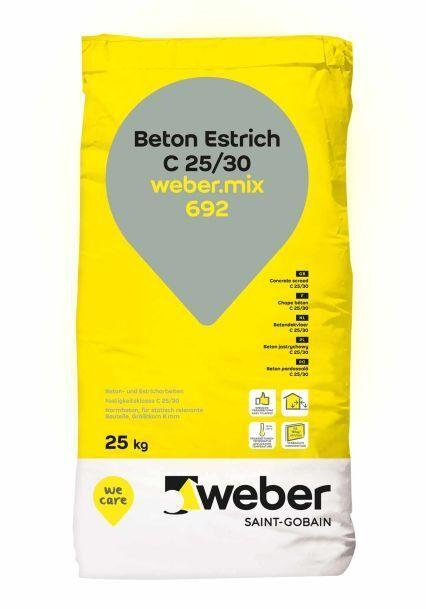 Beton Estrich
C 25/30
weber.mix
692
GB
Concrete screed
C 25/30
F
Chape béton
C 25/30
NL
Betondekvloer
C 25/30
PL
Beton jastrychowy
C 25/30
RO
Beton pardoseală
C 25/30
Beton- und Estricharbeiten
Festigkeitsklasse C 25/30
Normbeton, für statisch relevante
Bauteile, Größtkorn 8 mm
25 kg
we
care
weber
SAINT-GOBAIN